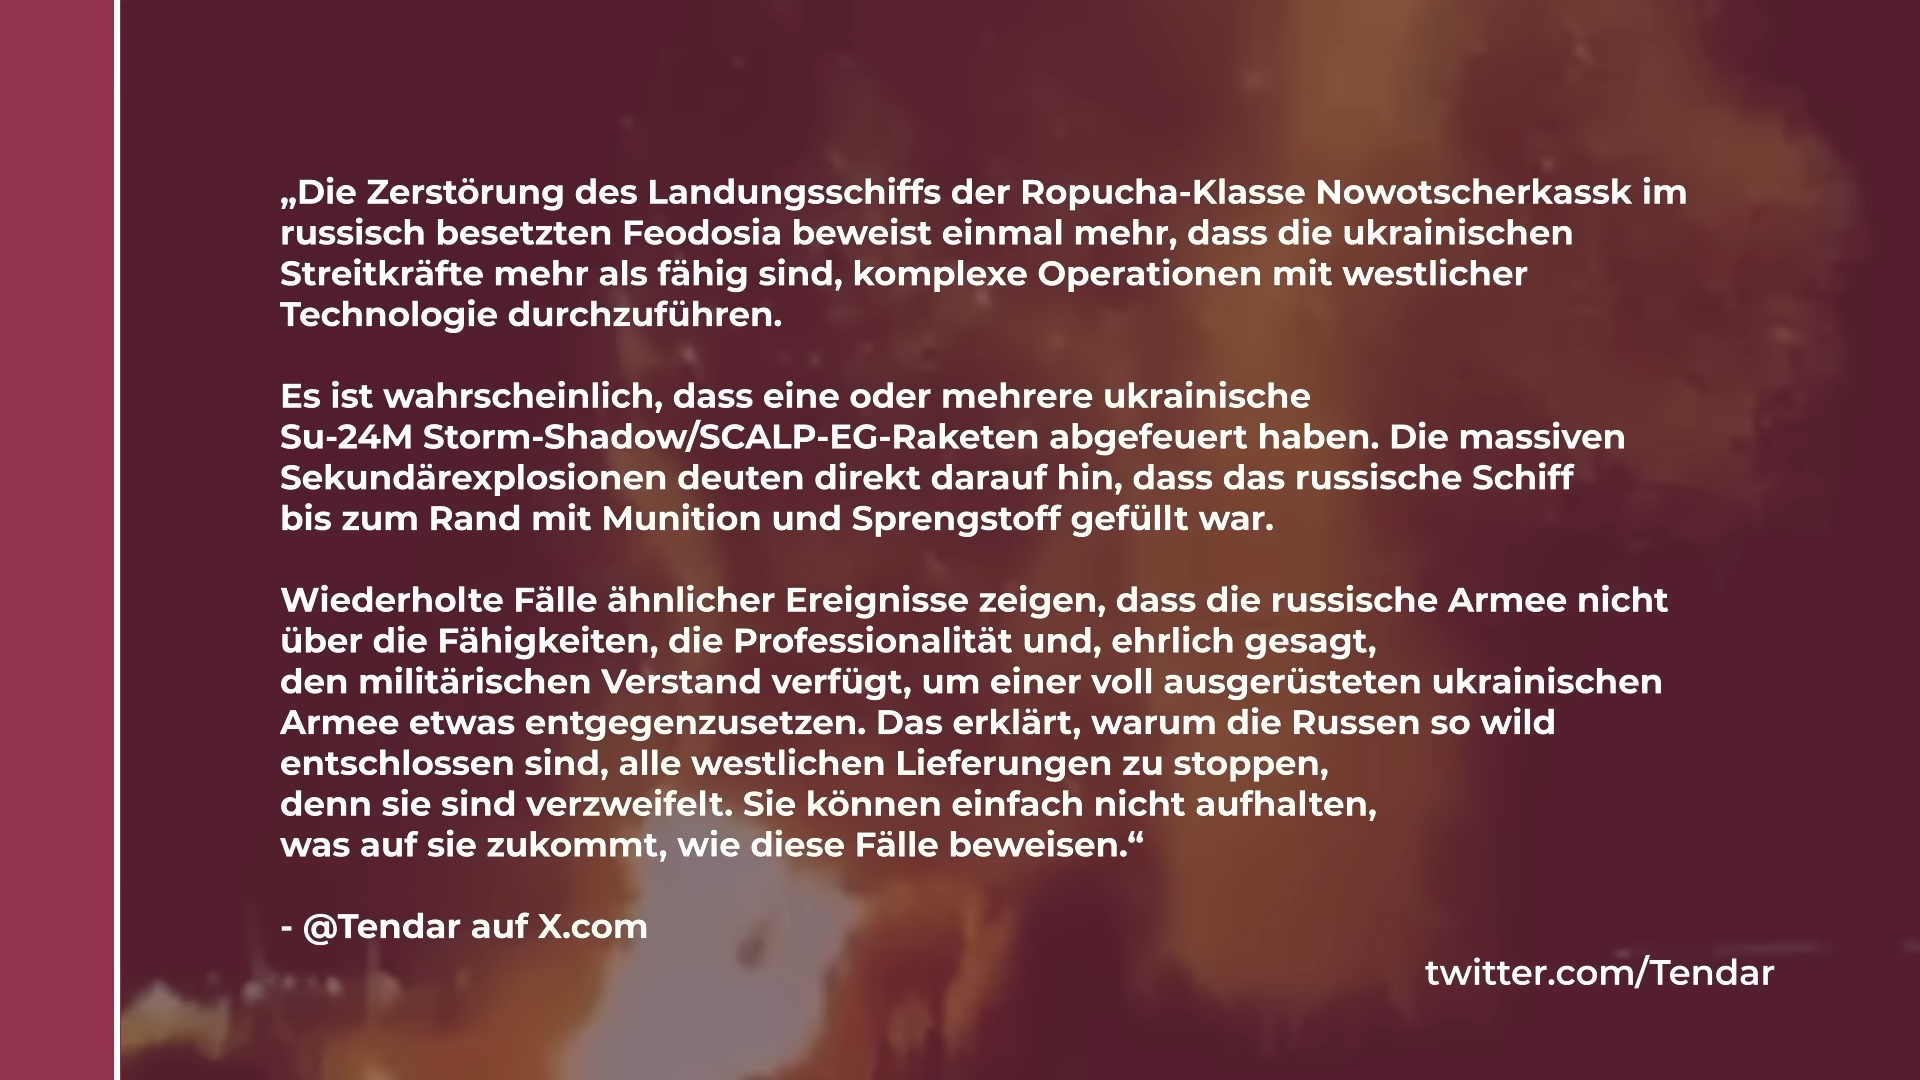 „Die Zerstörung des Landungsschiffs der Ropucha-Klasse Nowotscherkassk im
russisch besetzten Feodosia beweist einmal mehr, dass die ukrainischen
Streitkräfte mehr als fähig sind, komplexe Operationen mit westlicher
Technologie durchzuführen.
Es ist wahrscheinlich, dass eine oder mehrere ukrainische
Su-24M Storm-Shadow/SCALP-EG-Raketen abgefeuert haben. Die massiven
Sekundärexplosionen deuten direkt darauf hin, dass das russische Schiff
bis zum Rand mit Munition und Sprengstoff gefüllt war.
Wiederholte Fälle ähnlicher Ereignisse zeigen, dass die russische Armee nicht
über die Fähigkeiten, die Professionalität und, ehrlich gesagt,
den militärischen Verstand verfügt, um einer voll ausgerüsteten ukrainischen
Armee etwas entgegenzusetzen. Das erklärt, warum die Russen so wild
entschlossen sind, alle westlichen Lieferungen zu stoppen,
denn sie sind verzweifelt. Sie können einfach nicht aufhalten,
was auf sie zukommt, wie diese Fälle beweisen.“
- @Tendar auf X.com
twitter.com/Tendar